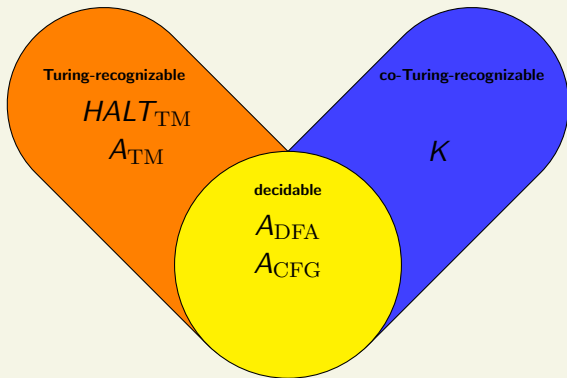 Turing-recognizable
HALT_TM
A_TM
co-Turing-recognizable
K
decidable
A_DFA
A_CFG